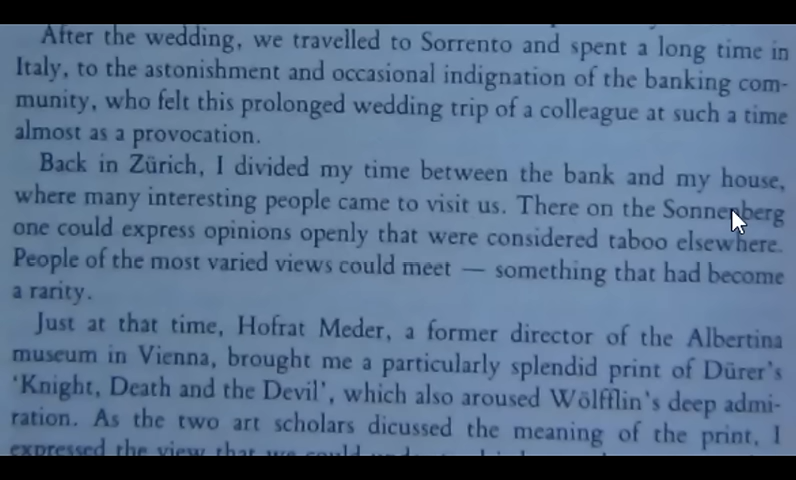 After the wedding, we travelled to Sorrento and spent a long time in
Italy, to the astonishment and occasional indignation of the banking com-
munity, who felt this prolonged wedding trip of a colleague at such a time
almost as a provocation.
Back in Zürich, I divided my time between the bank and my house,
where many interesting people came to visit us. There on the Sonnenberg
one could express opinions openly that were considered taboo elsewhere.
People of the most varied views could meet — something that had become
a rarity.
Just at that time, Hofrat Meder, a former director of the Albertina
museum in Vienna, brought me a particularly splendid print of Dürer's
'Knight, Death and the Devil', which also aroused Wölfflin's deep admi-
ration. As the two art scholars dicussed the meaning of the print, I
expressed the view that we could